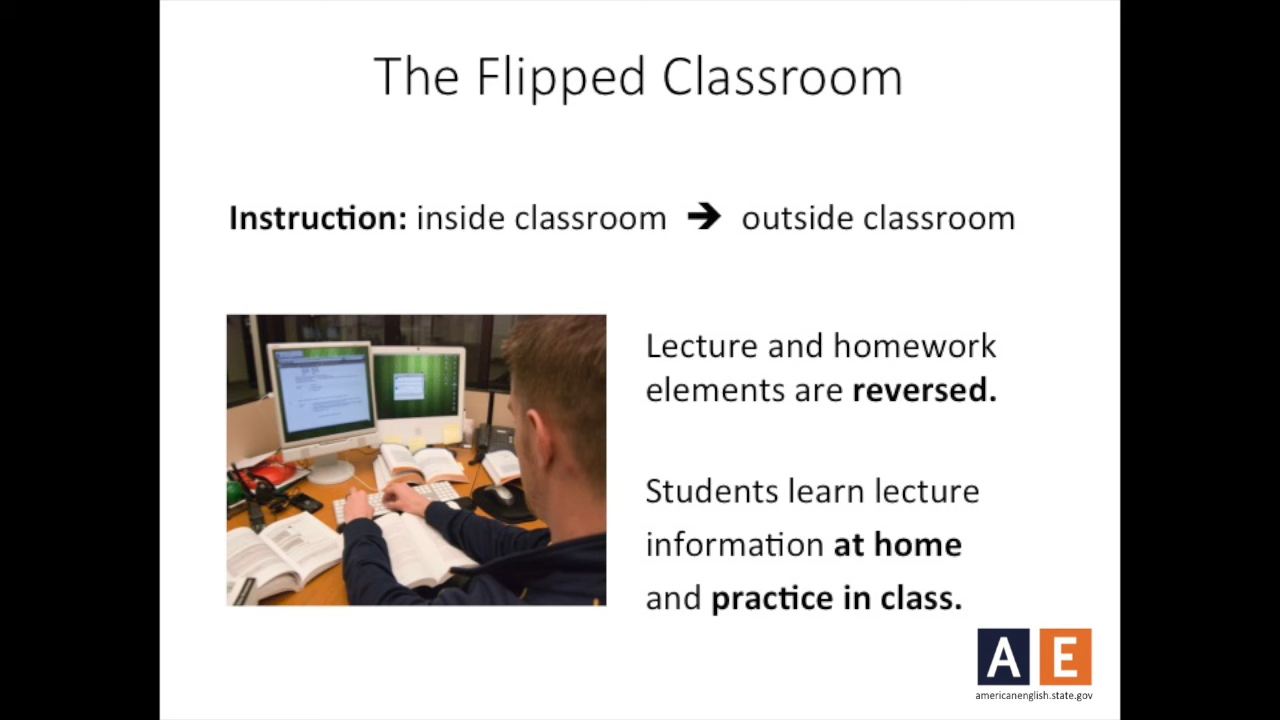 The Flipped Classroom
Instruction: inside classroom ➔ outside classroom
Lecture and homework
elements are reversed.
Students learn lecture
information at home
and practice in class.
A E
americanenglish.state.gov